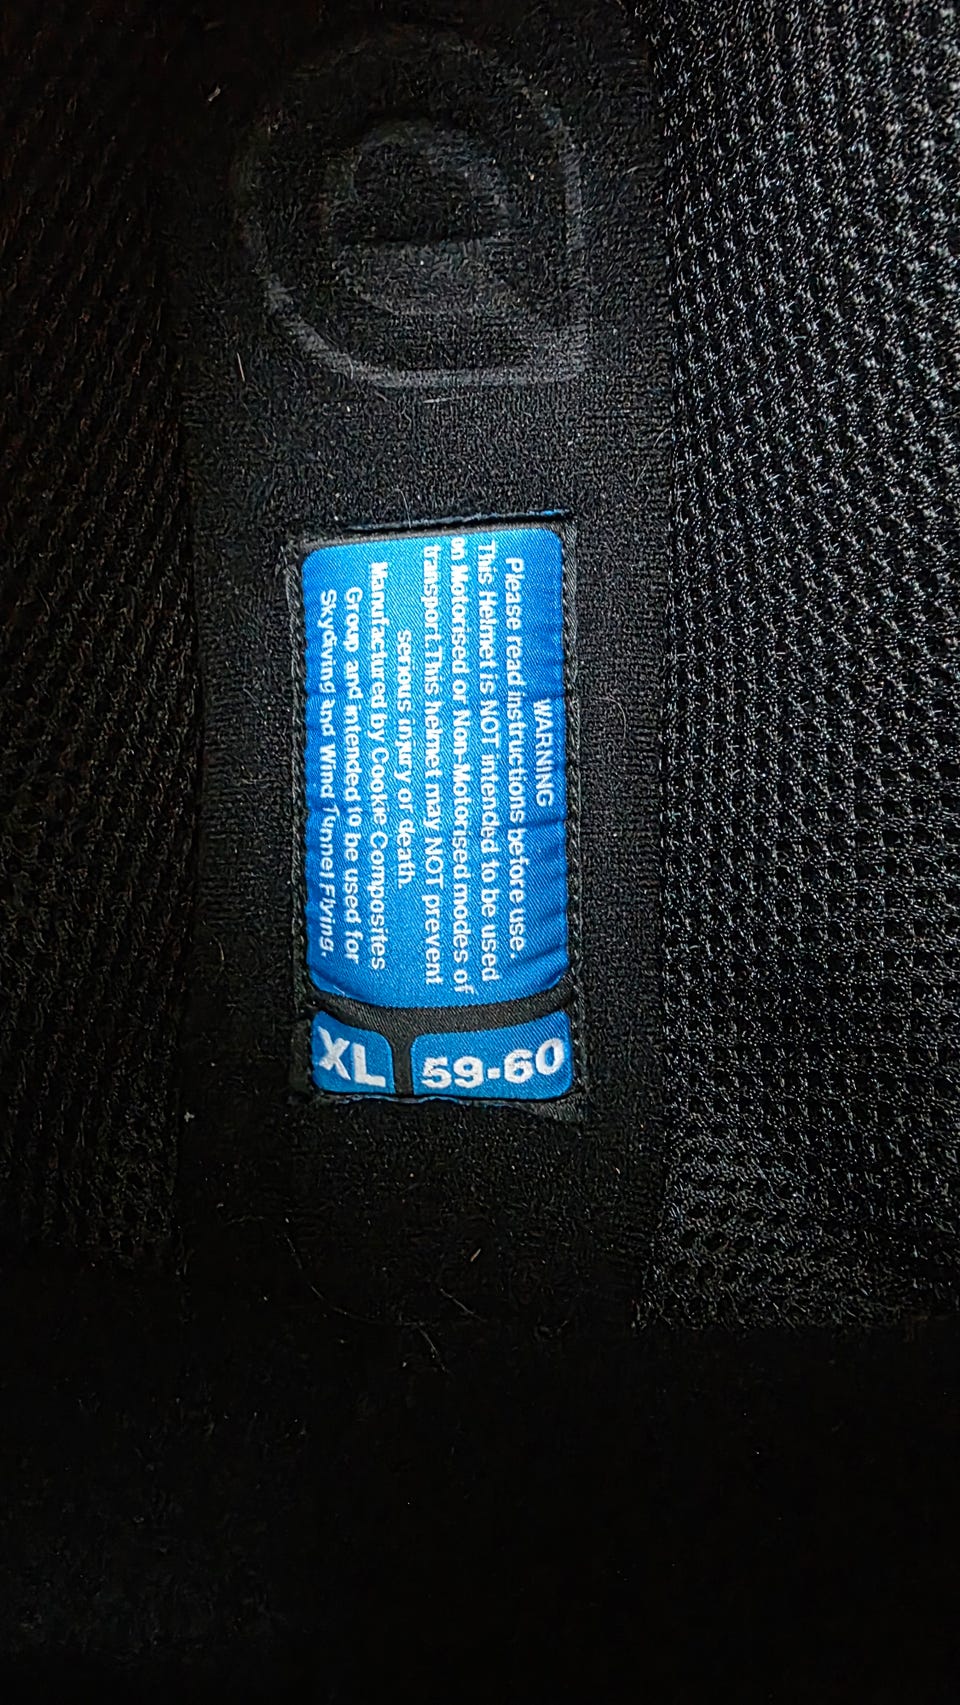 WARNING
Please read instructions before use.
This Helmet is NOT intended to be used
on Motorised or Non-Motorised modes of
transport.This helmet may NOT prevent
serious injury or death.
Manufactured by Cookie Composites
Group and intended to be used for
Skydiving and Wind Tunnel Flying.
XL
59-60